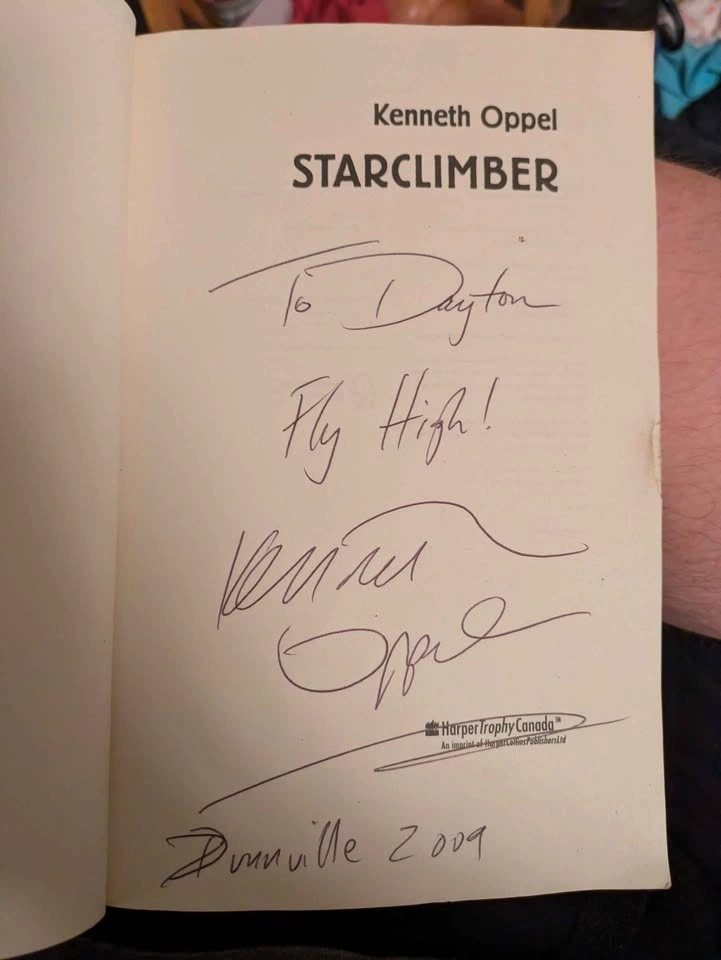 Kenneth Oppel
STARCLIMBER
To Dayton
Fly High!
Kenneth
Oppel
HarperTrophyCanada™
An imprint of HarperCollinsPublishersLtd
Dunnville 2009